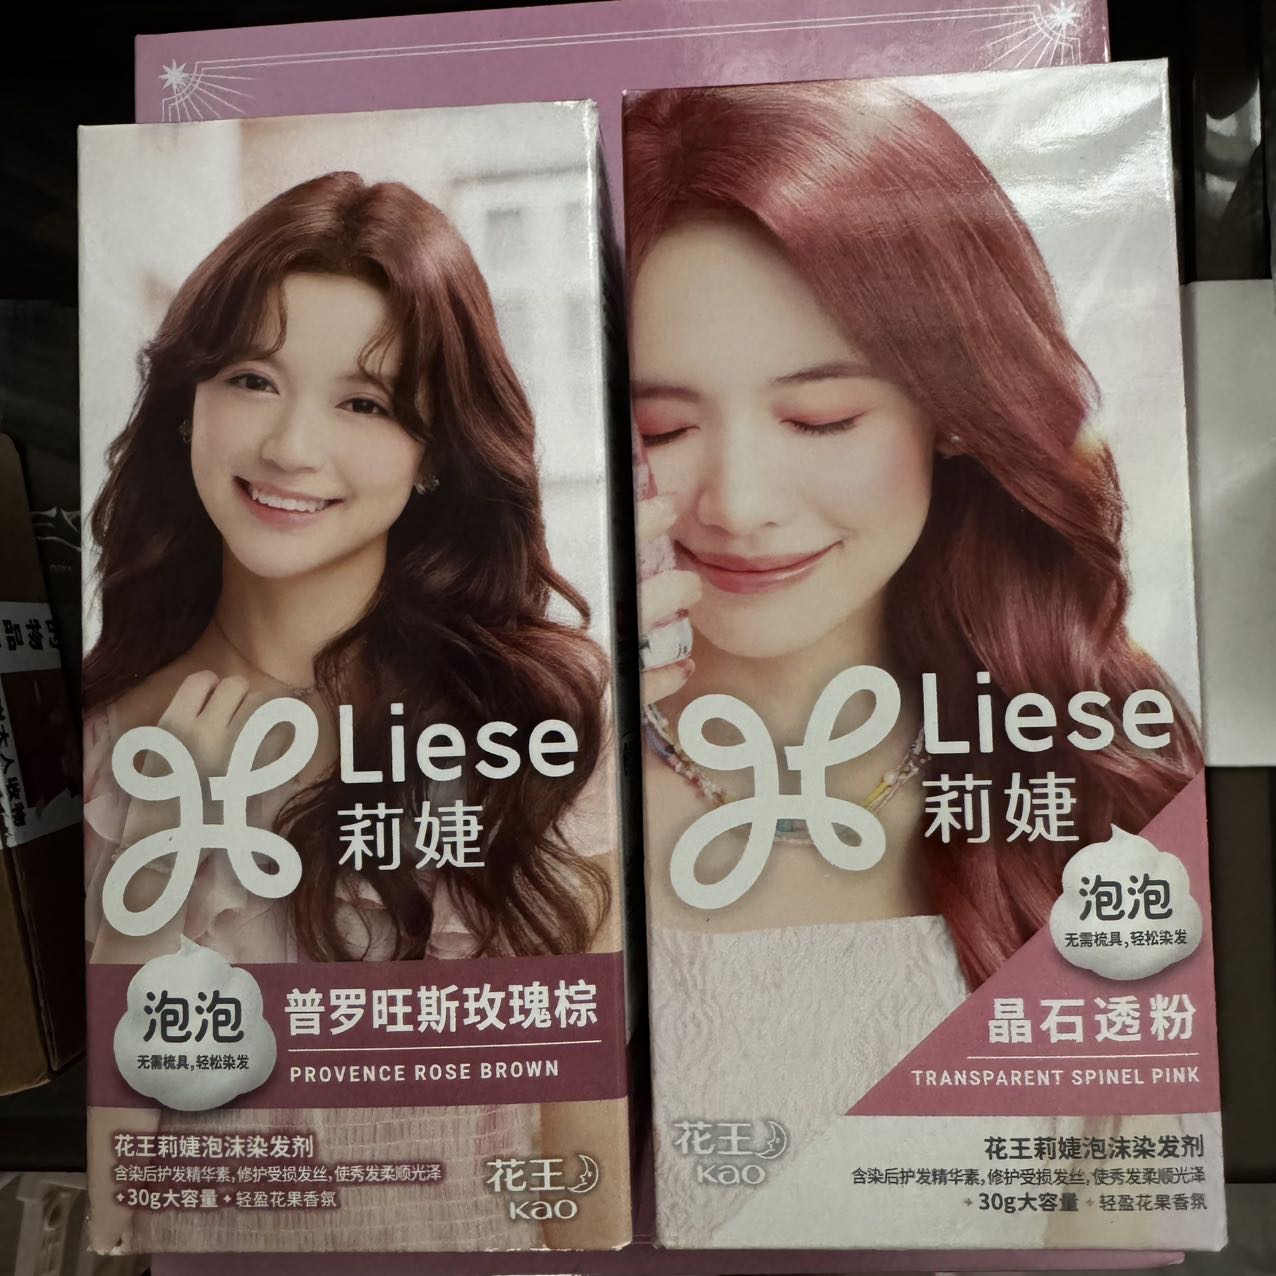 Liese
莉婕
泡泡
无需梳具,轻松染发
普罗旺斯玫瑰棕
PROVENCE ROSE BROWN
花王莉婕泡沫染发剂
含染后护发精华素,修护受损发丝,使秀发柔顺光泽
+30g大容量 +轻盈花果香氛
花王
Kao
Liese
莉婕
泡泡
无需梳具,轻松染发
晶石透粉
TRANSPARENT SPINEL PINK
花王
Kao
花王莉婕泡沫染发剂
含染后护发精华素,修护受损发丝,使秀发柔顺光泽
+30g大容量 +轻盈花果香氛
物品